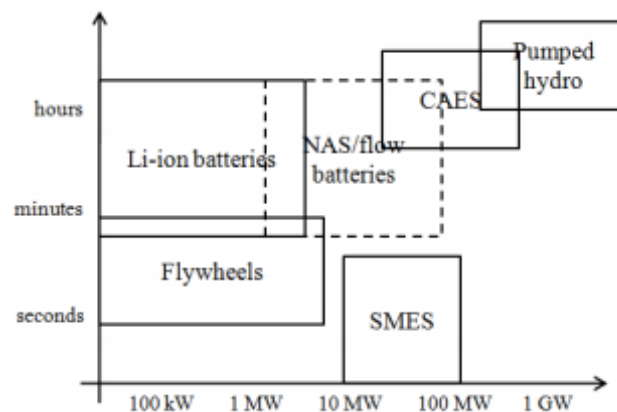 Pumped
hydro
CAES
hours
NAS/flow
batteries
Li-ion batteries
minutes
Flywheels
seconds
SMES
100 kW 1 MW 10 MW 100 MW 1 GW